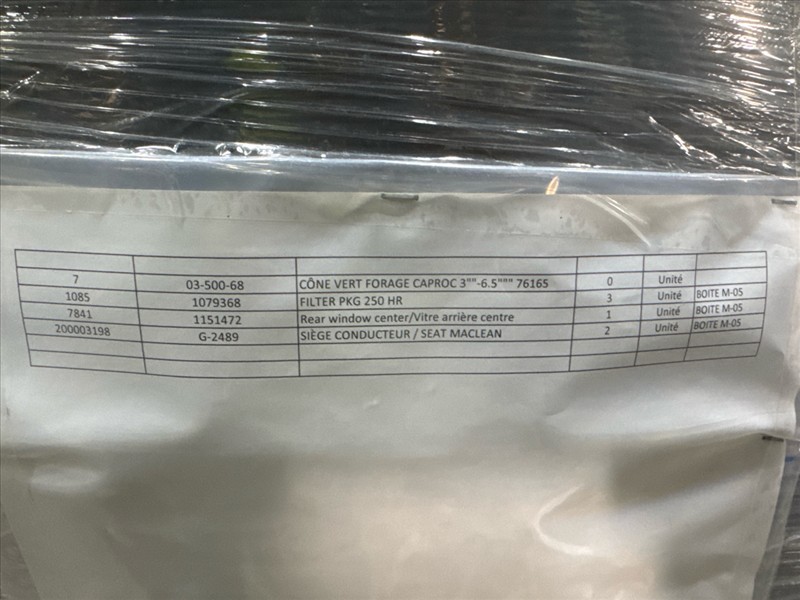 7 03-500-68 CÔNE VERT FORAGE CAPROC 3""-6.5""" 76165 0 Unité
1085 1079368 FILTER PKG 250 HR 3 Unité BOITE M-05
7841 1151472 Rear window center/Vitre arrière centre 1 Unité BOITE M-05
200003198 G-2489 SIÈGE CONDUCTEUR / SEAT MACLEAN 2 Unité BOITE M-05